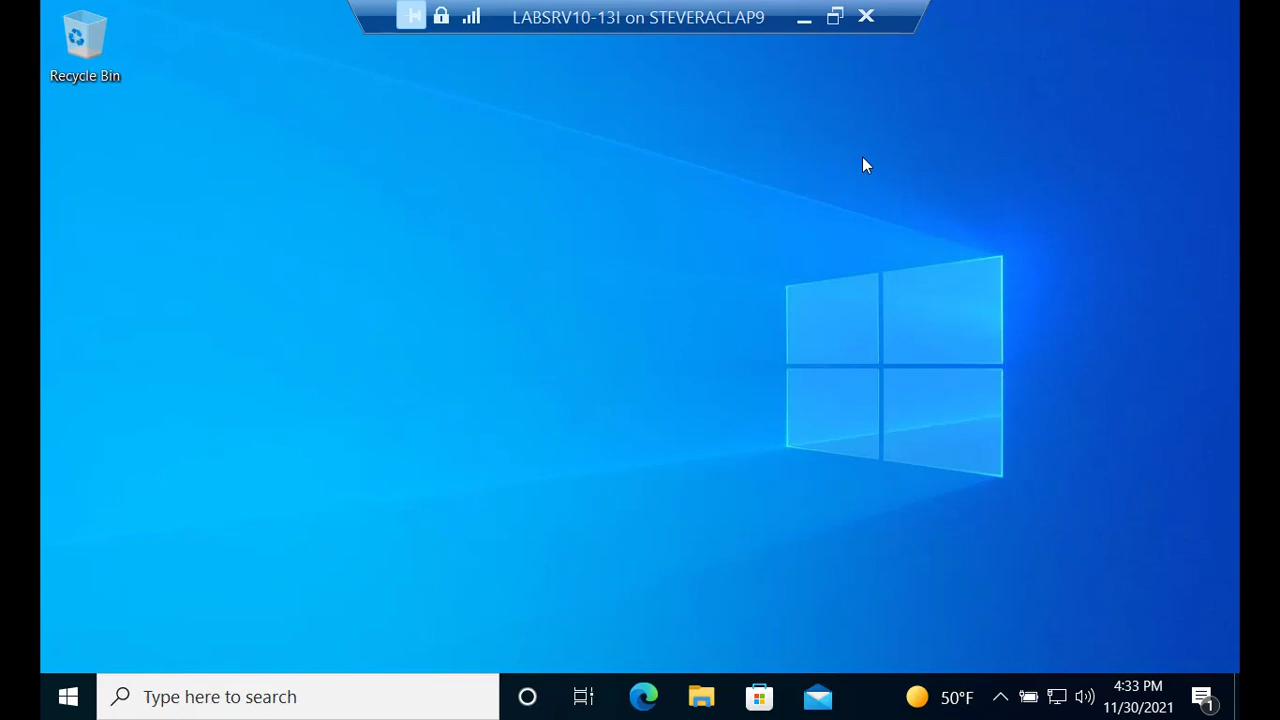 LABSRV10-13I on STEVERACLAP9
Recycle Bin
Type here to search
50°F
4:33 PM
11/30/2021
1